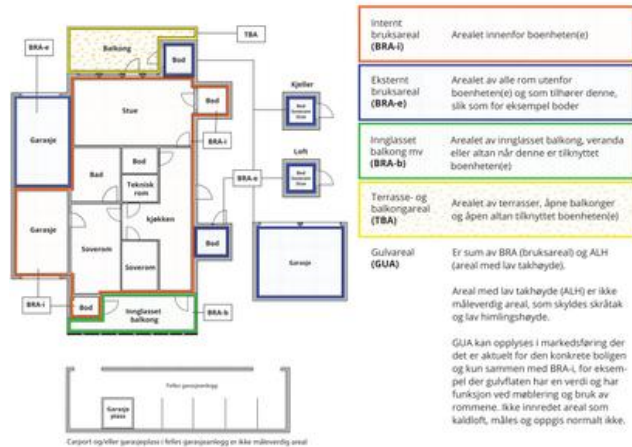 BRA-e
Balkong
TBA
Bod
Stue
Bod
Kjeller
Bod
Garasje
BRA-i
Loft
Bod
Bad
Bod
Teknisk
rom
BRA-e
Garasje
kjøkken
Soverom
Soverom
Bod
Garasje
BRA-i
Bod
Innglasset
balkong
BRA-b
Felles garasjeanlegg
Garasje
plass
Carport og/eller garasjeplass i felles garasjeanlegg er ikke måleverdig areal
Internt
bruksareal
(BRA-i)
Arealet innenfor boenheten(e)
Eksternt
bruksareal
(BRA-e)
Arealet av alle rom utenfor
boenheten(e) og som tilhører denne,
slik som for eksempel boder
Innglasset
balkong mv
(BRA-b)
Arealet av innglasset balkong, veranda
eller altan når denne er tilknyttet
boenheten(e)
Terrasse- og
balkongareal
(TBA)
Arealet av terrasser, åpne balkonger
og åpen altan tilknyttet boenheten(e)
Gulvareal
(GUA)
Er sum av BRA (bruksareal) og ALH
(areal med lav takhøyde).
Areal med lav takhøyde (ALH) er ikke
måleverdig areal, som skyldes skråtak
og lav himlingshøyde.
GUA kan opplyses i markedsføring der
det er aktuelt for den konkrete boligen
og kun sammen med BRA-i, for eksem-
pel der gulvflaten har en verdi og har
funksjon ved møblering og bruk av
rommene. Ikke innredet areal som
kaldloft, måles og oppgis normalt ikke.